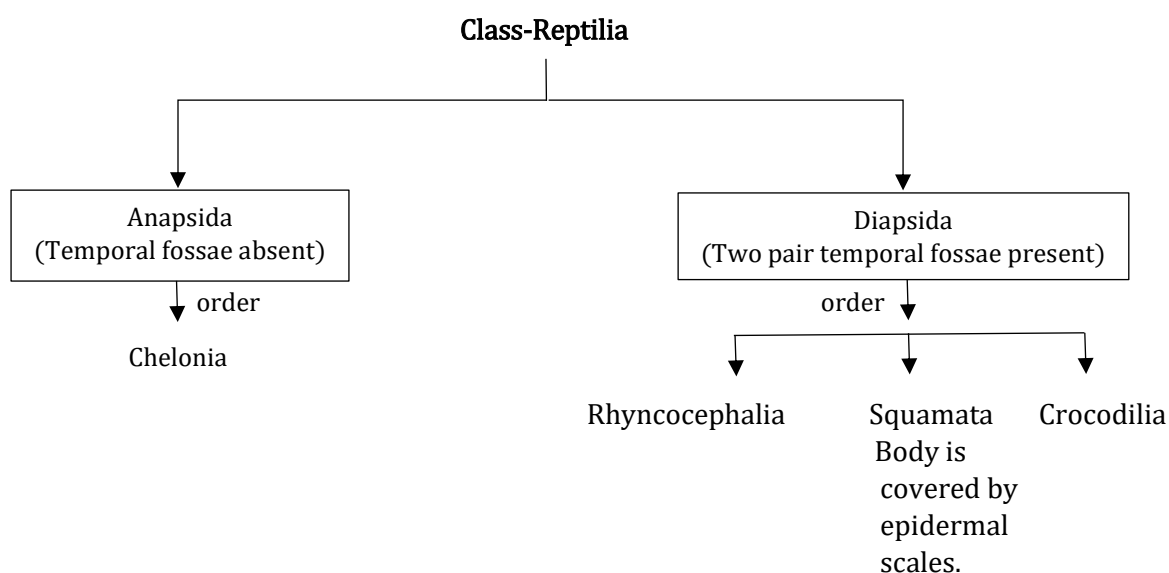 Class-Reptilia
Anapsida
(Temporal fossae absent)
order
Chelonia
Diapsida
(Two pair temporal fossae present)
order
Rhyncocephalia
Squamata
Body is
covered by
epidermal
scales.
Crocodilia